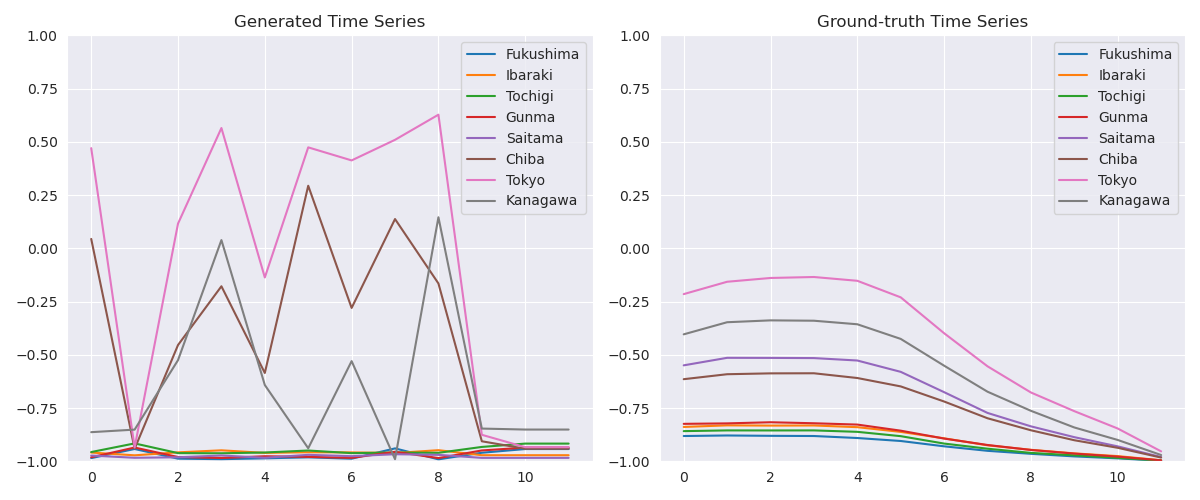 Generated Time Series
1.00
0.75
0.50
0.25
0.00
−0.25
−0.50
−0.75
−1.00
0 2 4 6 8 10
Fukushima
Ibaraki
Tochigi
Gunma
Saitama
Chiba
Tokyo
Kanagawa
Ground-truth Time Series
1.00
0.75
0.50
0.25
0.00
−0.25
−0.50
−0.75
−1.00
0 2 4 6 8 10
Fukushima
Ibaraki
Tochigi
Gunma
Saitama
Chiba
Tokyo
Kanagawa